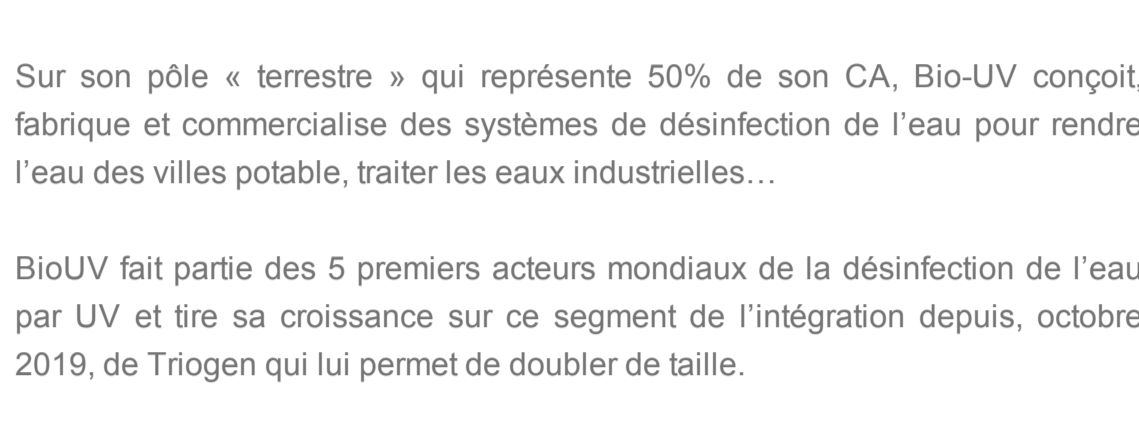 Sur son pôle « terrestre » qui représente 50% de son CA, Bio-UV conçoit,
fabrique et commercialise des systèmes de désinfection de l’eau pour rendre
l’eau des villes potable, traiter les eaux industrielles…
BioUV fait partie des 5 premiers acteurs mondiaux de la désinfection de l’eau
par UV et tire sa croissance sur ce segment de l’intégration depuis, octobre
2019, de Triogen qui lui permet de doubler de taille.